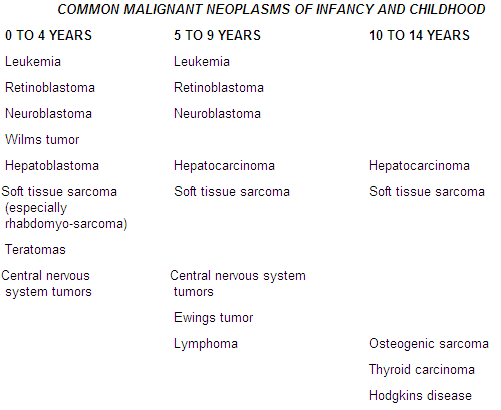 COMMON MALIGNANT NEOPLASMS OF INFANCY AND CHILDHOOD
0 TO 4 YEARS 5 TO 9 YEARS 10 TO 14 YEARS
Leukemia Leukemia
Retinoblastoma Retinoblastoma
Neuroblastoma Neuroblastoma
Wilms tumor
Hepatoblastoma Hepatocarcinoma Hepatocarcinoma
Soft tissue sarcoma Soft tissue sarcoma Soft tissue sarcoma
(especially
rhabdomyo-sarcoma)
Teratomas
Central nervous Central nervous system
system tumors tumors
Ewings tumor
Lymphoma Osteogenic sarcoma
Thyroid carcinoma
Hodgkins disease